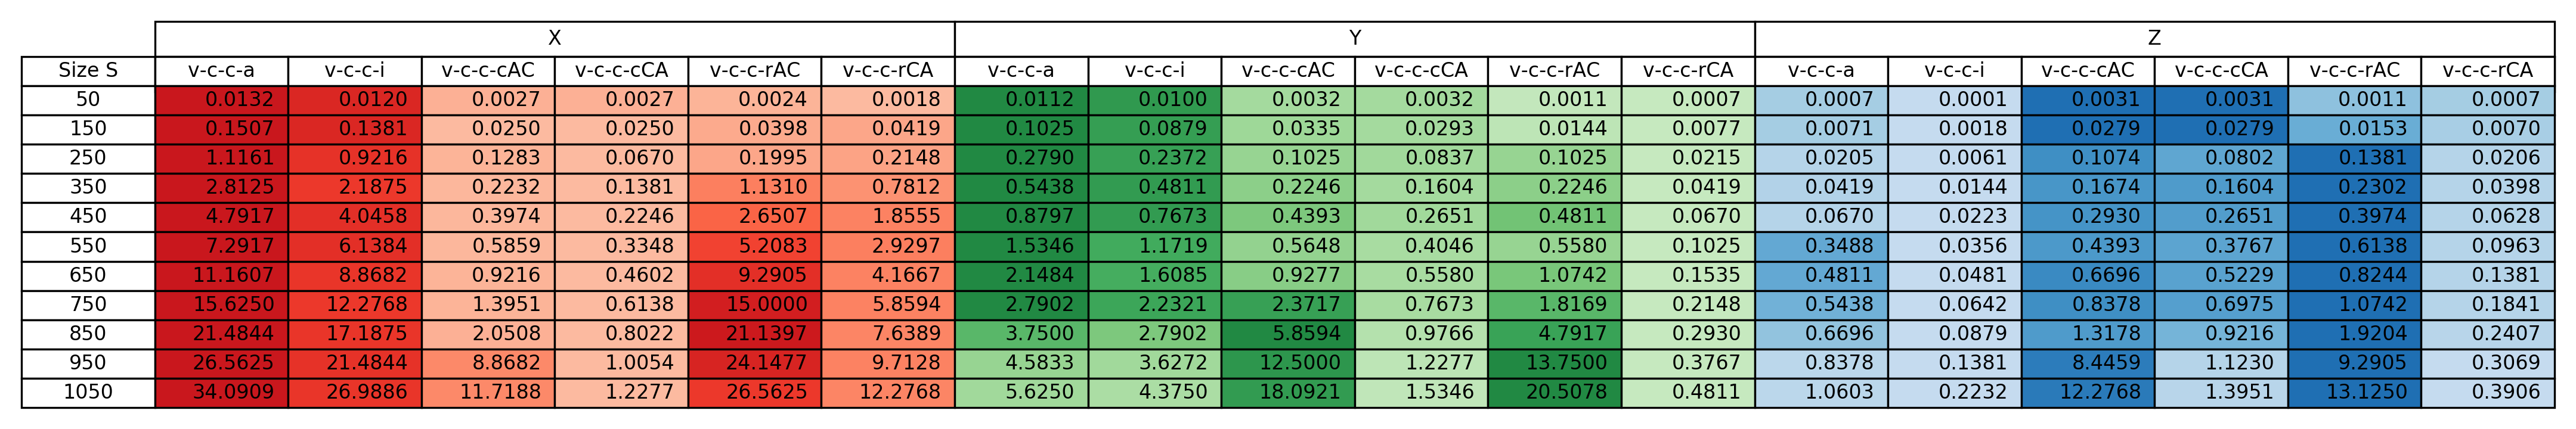 X Y Z
Size S v-c-c-a v-c-c-i v-c-c-cAC v-c-c-cCA v-c-c-rAC v-c-c-rCA v-c-c-a v-c-c-i v-c-c-cAC v-c-c-cCA v-c-c-rAC v-c-c-rCA v-c-c-a v-c-c-i v-c-c-cAC v-c-c-cCA v-c-c-rAC v-c-c-rCA
50 0.0132 0.0120 0.0027 0.0027 0.0024 0.0018 0.0112 0.0100 0.0032 0.0032 0.0011 0.0007 0.0007 0.0001 0.0031 0.0031 0.0011 0.0007
150 0.1507 0.1381 0.0250 0.0250 0.0398 0.0419 0.1025 0.0879 0.0335 0.0293 0.0144 0.0077 0.0071 0.0018 0.0279 0.0279 0.0153 0.0070
250 1.1161 0.9216 0.1283 0.0670 0.1995 0.2148 0.2790 0.2372 0.1025 0.0837 0.1025 0.0215 0.0205 0.0061 0.1074 0.0802 0.1381 0.0206
350 2.8125 2.1875 0.2232 0.1381 1.1310 0.7812 0.5438 0.4811 0.2246 0.1604 0.2246 0.0419 0.0419 0.0144 0.1674 0.1604 0.2302 0.0398
450 4.7917 4.0458 0.3974 0.2246 2.6507 1.8555 0.8797 0.7673 0.4393 0.2651 0.4811 0.0670 0.0670 0.0223 0.2930 0.2651 0.3974 0.0628
550 7.2917 6.1384 0.5859 0.3348 5.2083 2.9297 1.5346 1.1719 0.5648 0.4046 0.5580 0.1025 0.3488 0.0356 0.4393 0.3767 0.6138 0.0963
650 11.1607 8.8682 0.9216 0.4602 9.2905 4.1667 2.1484 1.6085 0.9277 0.5580 1.0742 0.1535 0.4811 0.0481 0.6696 0.5229 0.8244 0.1381
750 15.6250 12.2768 1.3951 0.6138 15.0000 5.8594 2.7902 2.2321 2.3717 0.7673 1.8169 0.2148 0.5438 0.0642 0.8378 0.6975 1.0742 0.1841
850 21.4844 17.1875 2.0508 0.8022 21.1397 7.6389 3.7500 2.7902 5.8594 0.9766 4.7917 0.2930 0.6696 0.0879 1.3178 0.9216 1.9204 0.2407
950 26.5625 21.4844 8.8682 1.0054 24.1477 9.7128 4.5833 3.6272 12.5000 1.2277 13.7500 0.3767 0.8378 0.1381 8.4459 1.1230 9.2905 0.3069
1050 34.0909 26.9886 11.7188 1.2277 26.5625 12.2768 5.6250 4.3750 18.0921 1.5346 20.5078 0.4811 1.0603 0.2232 12.2768 1.3951 13.1250 0.3906